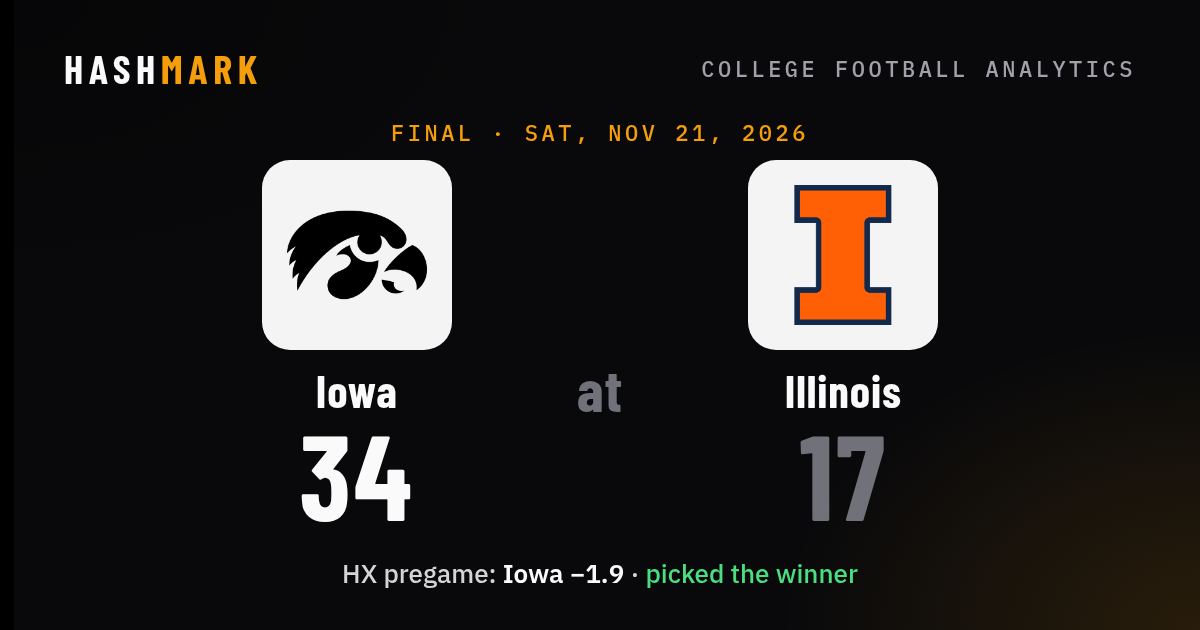 HASHMARK
COLLEGE FOOTBALL ANALYTICS
FINAL · SAT, NOV 21, 2026
I
Iowa at Illinois
34 17
HX pregame: Iowa −1.9 · picked the winner